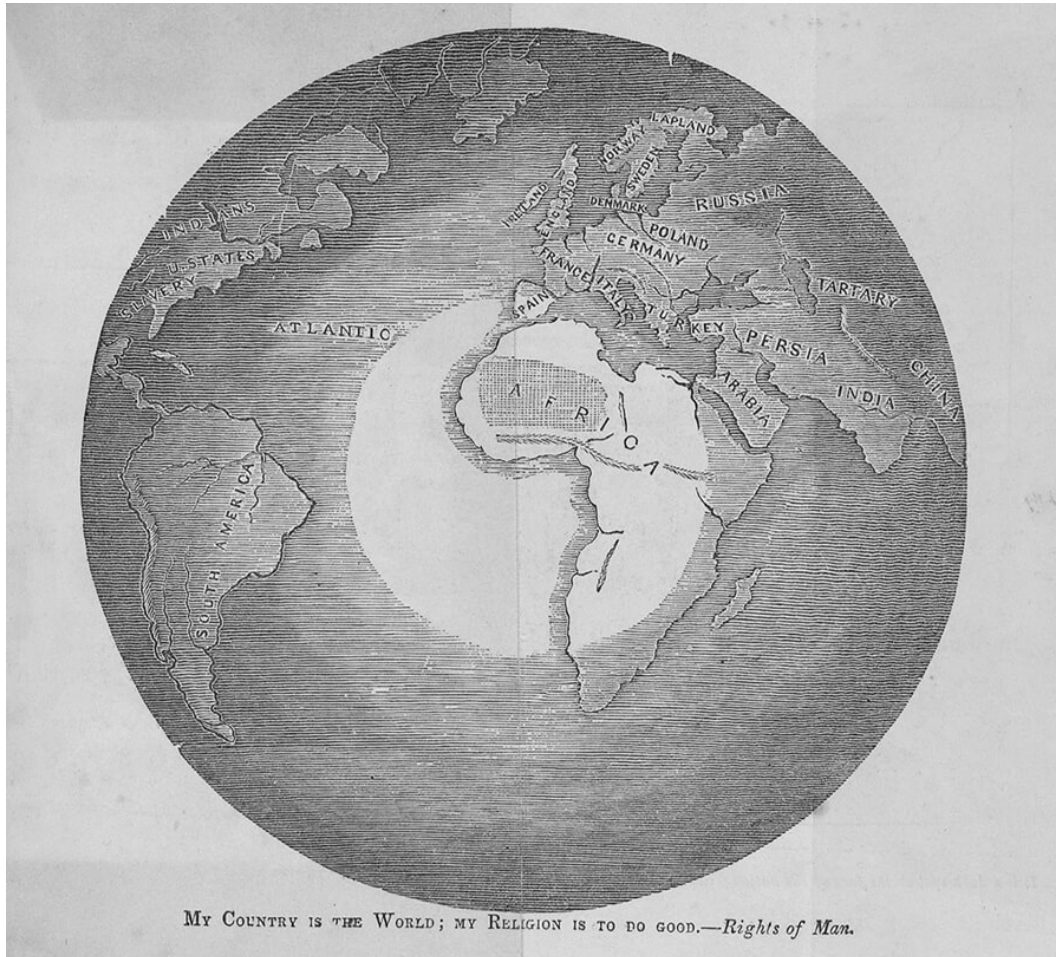 LAPLAND
NORWAY
SWEDEN
RUSSIA
IRELAND
ENGLAND
DENMARK
POLAND
GERMANY
INDIANS
U.STATES
SLAVERY
FRANCE
ITALY
TARTARY
PAIN
TURKEY
ATLANTIC
PERSIA
CHINA
AFRICA
ARABIA
INDIA
SOUTH AMERICA
MY COUNTRY IS THE WORLD; MY RELIGION IS TO DO GOOD.—Rights of Man.